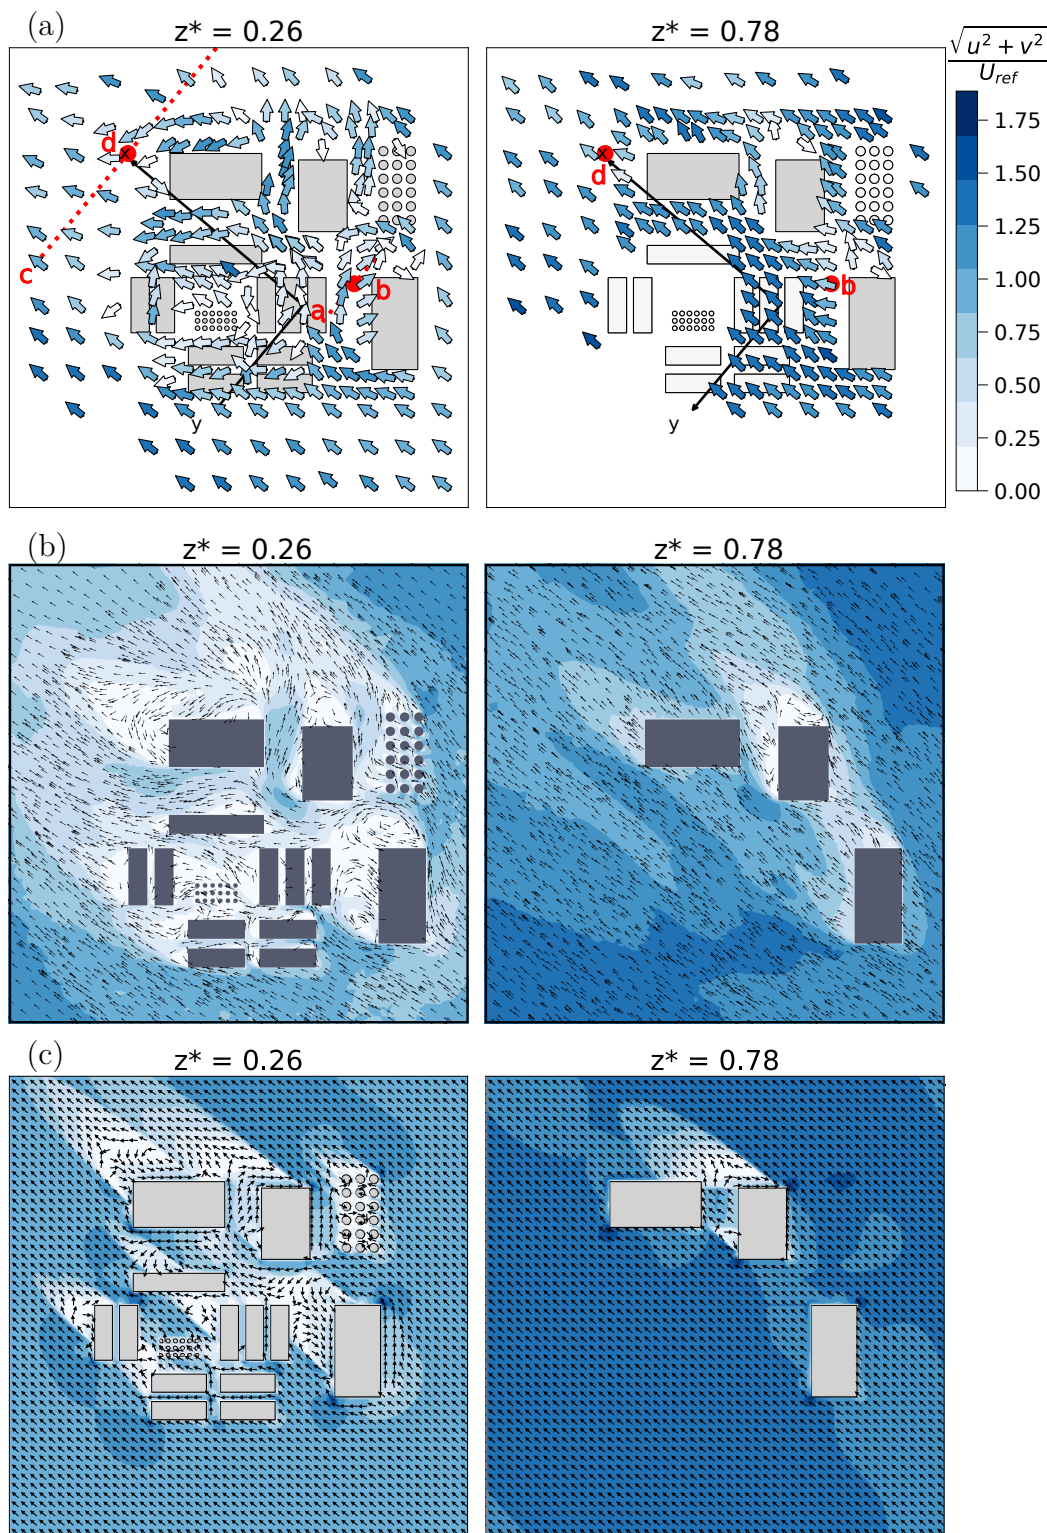 (a)
z* = 0.26
z* = 0.78
√u² + v²
U_ref
1.75
1.50
1.25
1.00
0.75
0.50
0.25
0.00
d
x
c
b
a
y
d
x
b
y
(b)
z* = 0.26
z* = 0.78
(c)
z* = 0.26
z* = 0.78